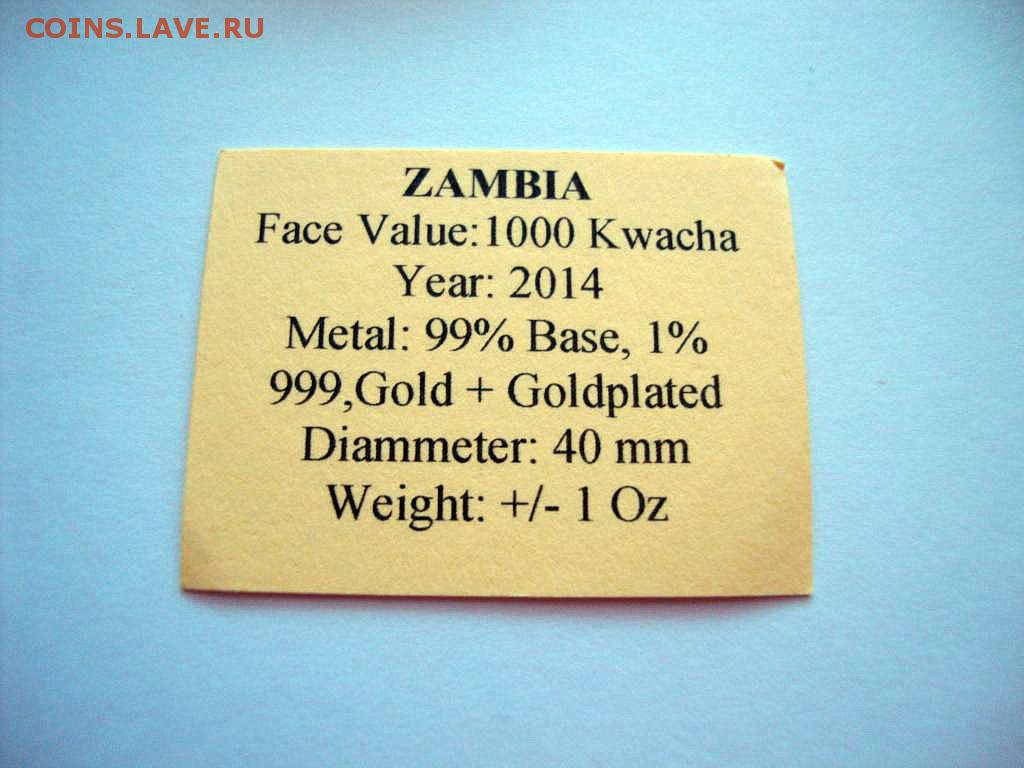 COINS.LAVE.RU
ZAMBIA
Face Value:1000 Kwacha
Year: 2014
Metal: 99% Base, 1%
999,Gold + Goldplated
Diammeter: 40 mm
Weight: +/- 1 Oz